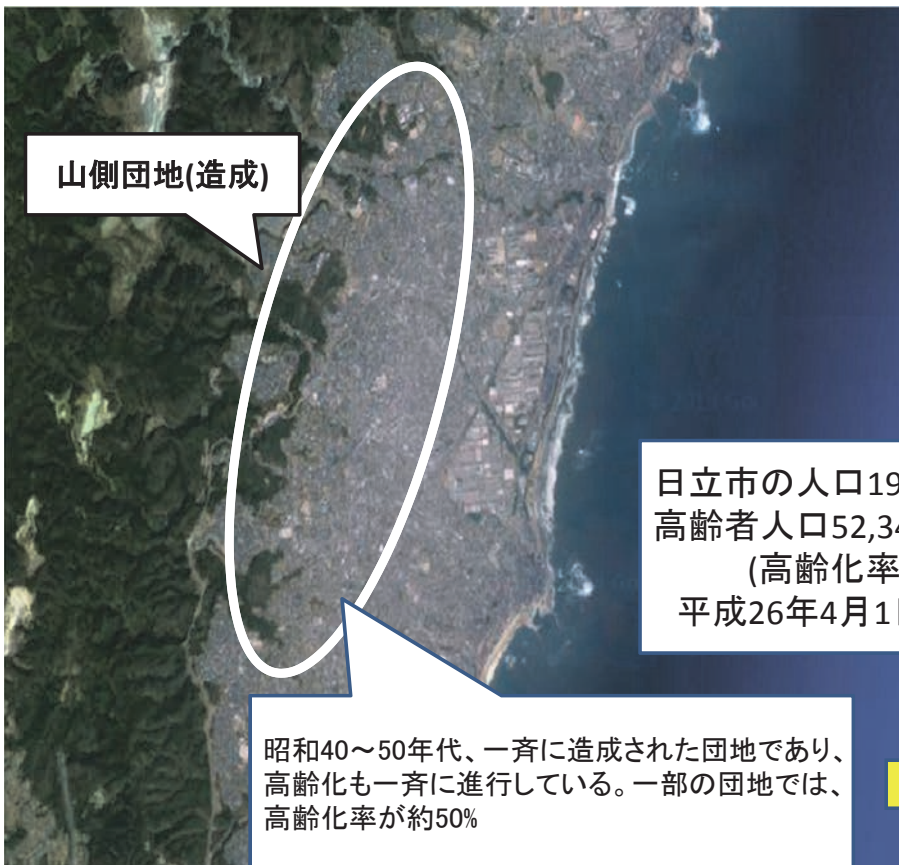 山側団地(造成)
日立市の人口19
高齢者人口52,34
(高齢化率
平成26年4月1日
昭和40～50年代、一斉に造成された団地であり、
高齢化も一斉に進行している。一部の団地では、
高齢化率が約50%